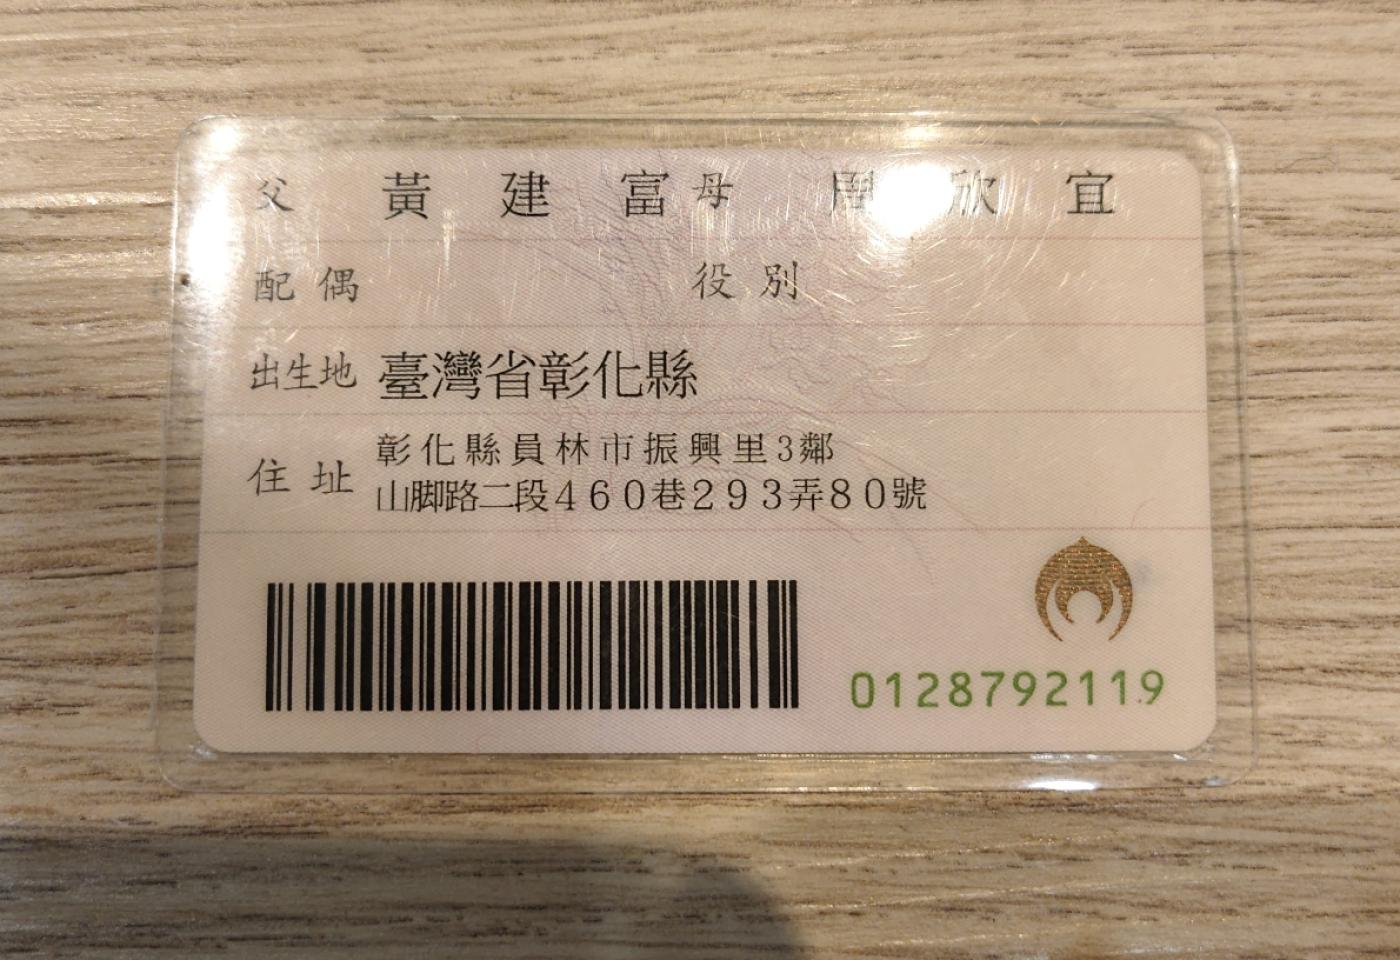 父 黃建富 母 周欣宜
配偶 役別
出生地 臺灣省彰化縣
住址 彰化縣員林市振興里3鄰
山腳路二段460巷293弄80號
0128792119